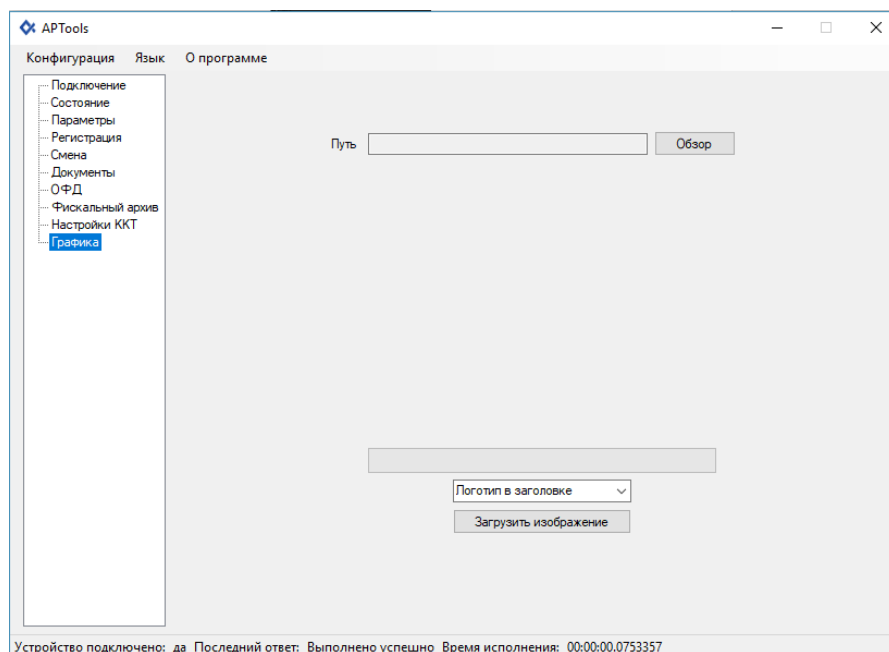 APTools
Конфигурация Язык О программе
Подключение
Состояние
Параметры
Регистрация
Смена
Документы
ОФД
Фискальный архив
Настройки ККТ
Графика
Путь
Обзор
Логотип в заголовке
Загрузить изображение
Устройство подключено: да Последний ответ: Выполнено успешно Время исполнения: 00:00:00.0753357